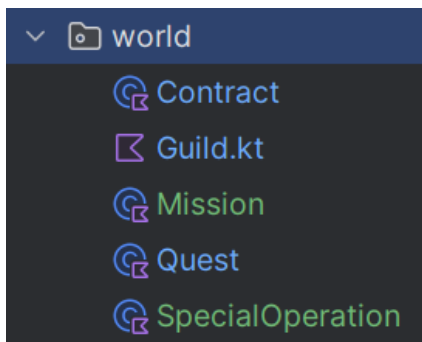 world
Contract
Guild.kt
Mission
Quest
SpecialOperation